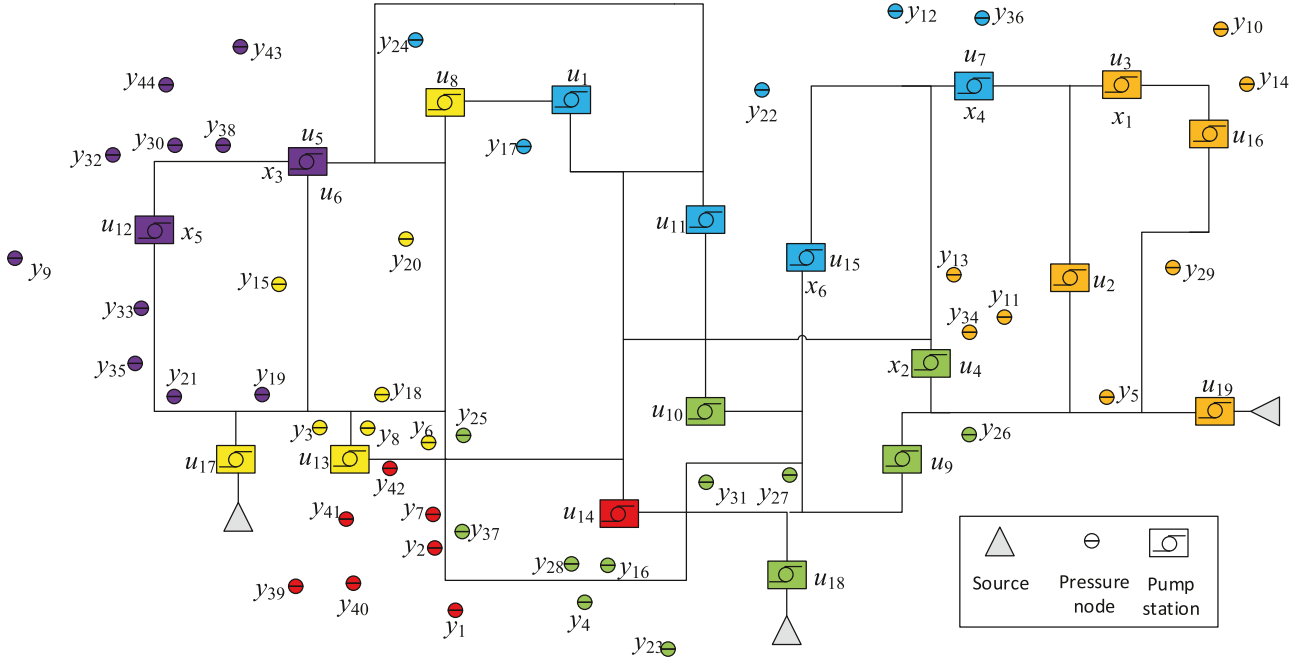 y12
y36
y10
y43
y24
u7
u3
y44
u8
u1
y14
y22
x4
x1
y30
y38
u5
y17
u16
y32
x3
u6
u12
x5
u11
y20
u15
y13
y29
y9
y15
x6
u2
y33
y34
y11
y35
x2
u4
y21
y19
y18
u10
y5
u19
y3
y8
y6
y25
y26
u17
u13
u9
y42
y31
y27
y41
y7
u14
y37
y2
y28
y16
u18
y39
y40
y1
y4
y23
Source
Pressure
node
Pump
station